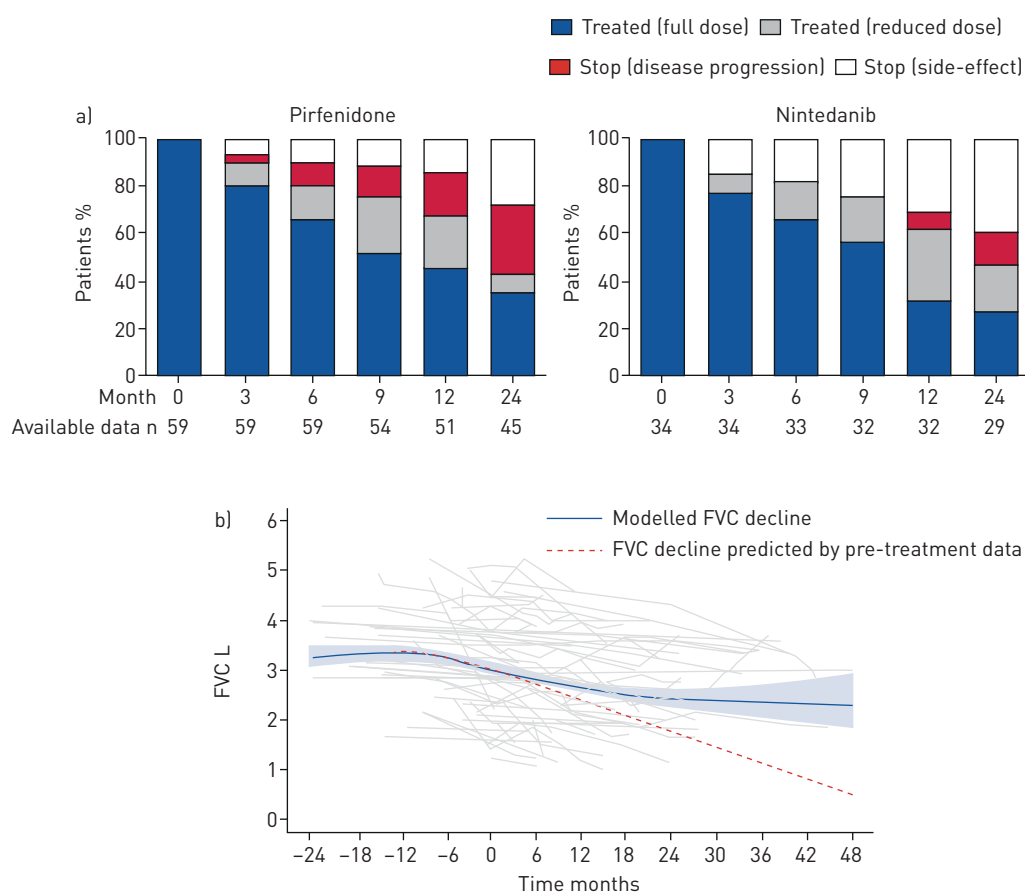 Treated (full dose) Treated (reduced dose)
Stop (disease progression) Stop (side-effect)
a) Pirfenidone Nintedanib
100 100
80 80
60 60
40 40
20 20
0 0
Patients % Patients %
Month 0 3 6 9 12 24 0 3 6 9 12 24
Available data n 59 59 59 54 51 45 34 34 33 32 32 29
b)
Modelled FVC decline
FVC decline predicted by pre-treatment data
6
5
4
3
2
1
0
FVC L
−24 −18 −12 −6 0 6 12 18 24 30 36 42 48
Time months